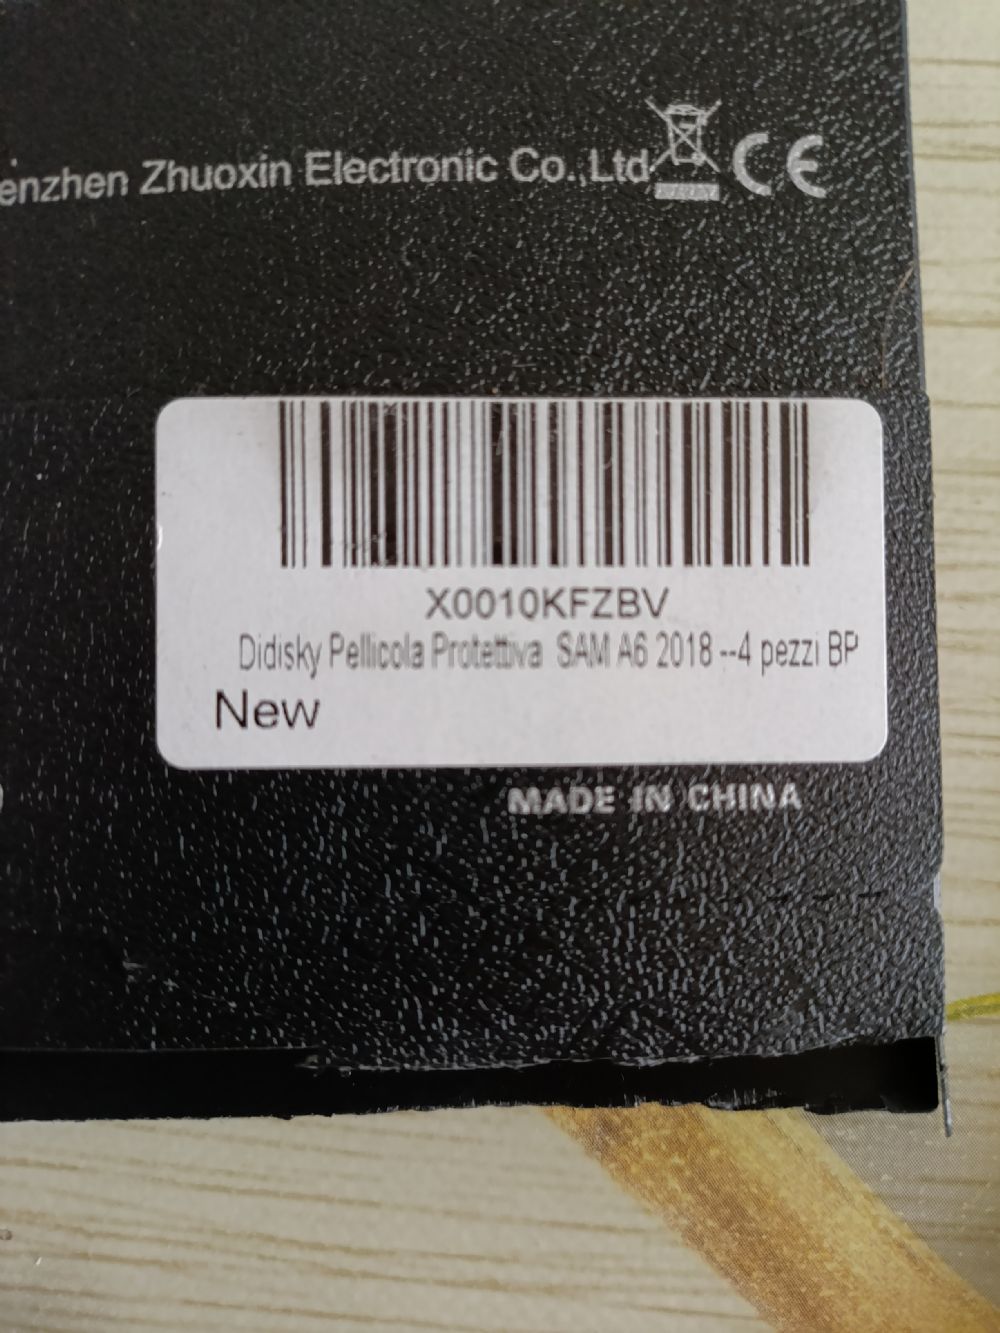 enzhen Zhuoxin Electronic Co.,Ltd CE
X0010KFZBV
Didisky Pellicola Protettiva SAM A6 2018 --4 pezzi BP
New
MADE IN CHINA